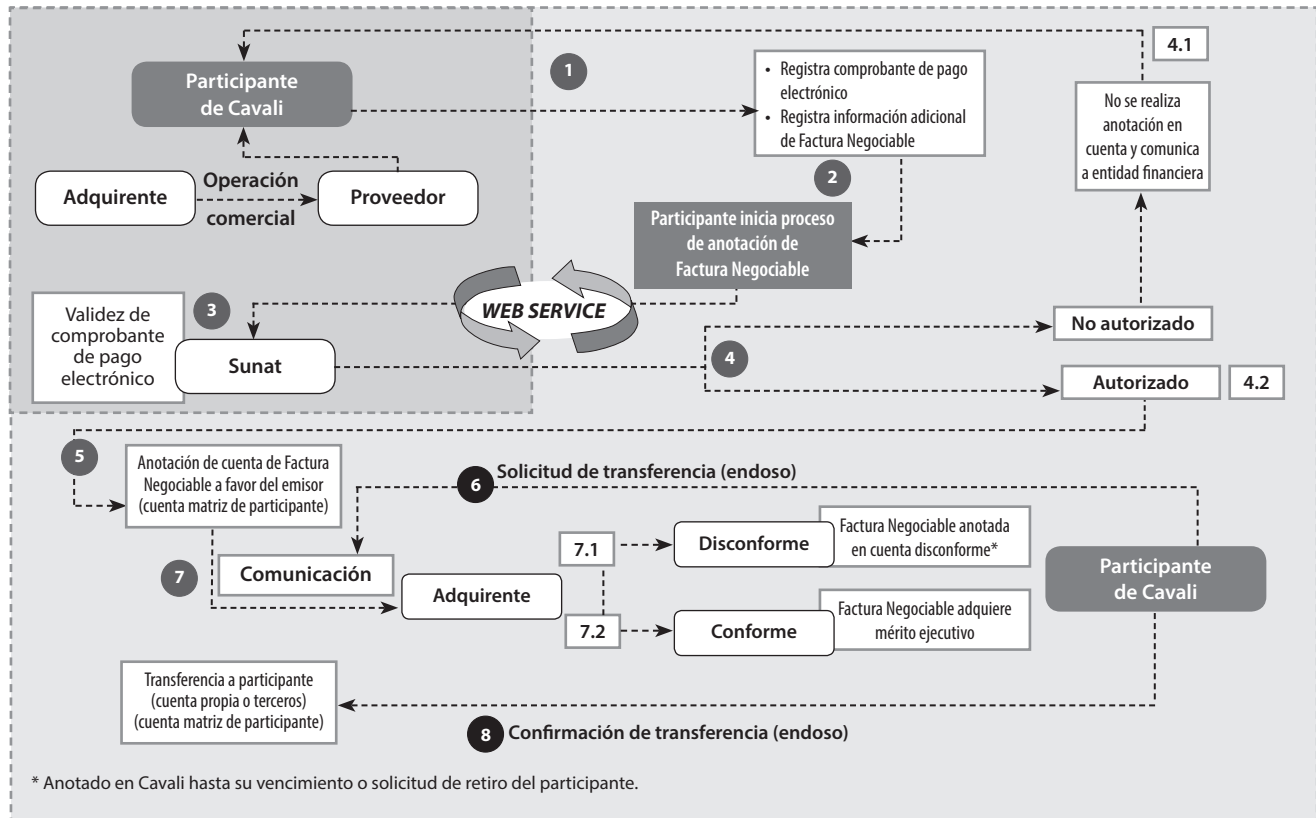 4.1
Participante
de Cavali
1
• Registra comprobante de pago
electrónico
• Registra información adicional
de Factura Negociable
No se realiza
anotación en
cuenta y comunica
a entidad financiera
Adquirente
Operación
comercial
Proveedor
2
Participante inicia proceso
de anotación de
Factura Negociable
WEB SERVICE
3
Validez de
comprobante
de pago
electrónico
Sunat
4
No autorizado
Autorizado
4.2
5
Anotación de cuenta de Factura
Negociable a favor del emisor
(cuenta matriz de participante)
6
Solicitud de transferencia (endoso)
7
Comunicación
Adquirente
7.1
Disconforme
Factura Negociable anotada
en cuenta disconforme*
7.2
Conforme
Factura Negociable adquiere
mérito ejecutivo
Participante
de Cavali
Transferencia a participante
(cuenta propia o terceros)
(cuenta matriz de participante)
8
Confirmación de transferencia (endoso)
* Anotado en Cavali hasta su vencimiento o solicitud de retiro del participante.